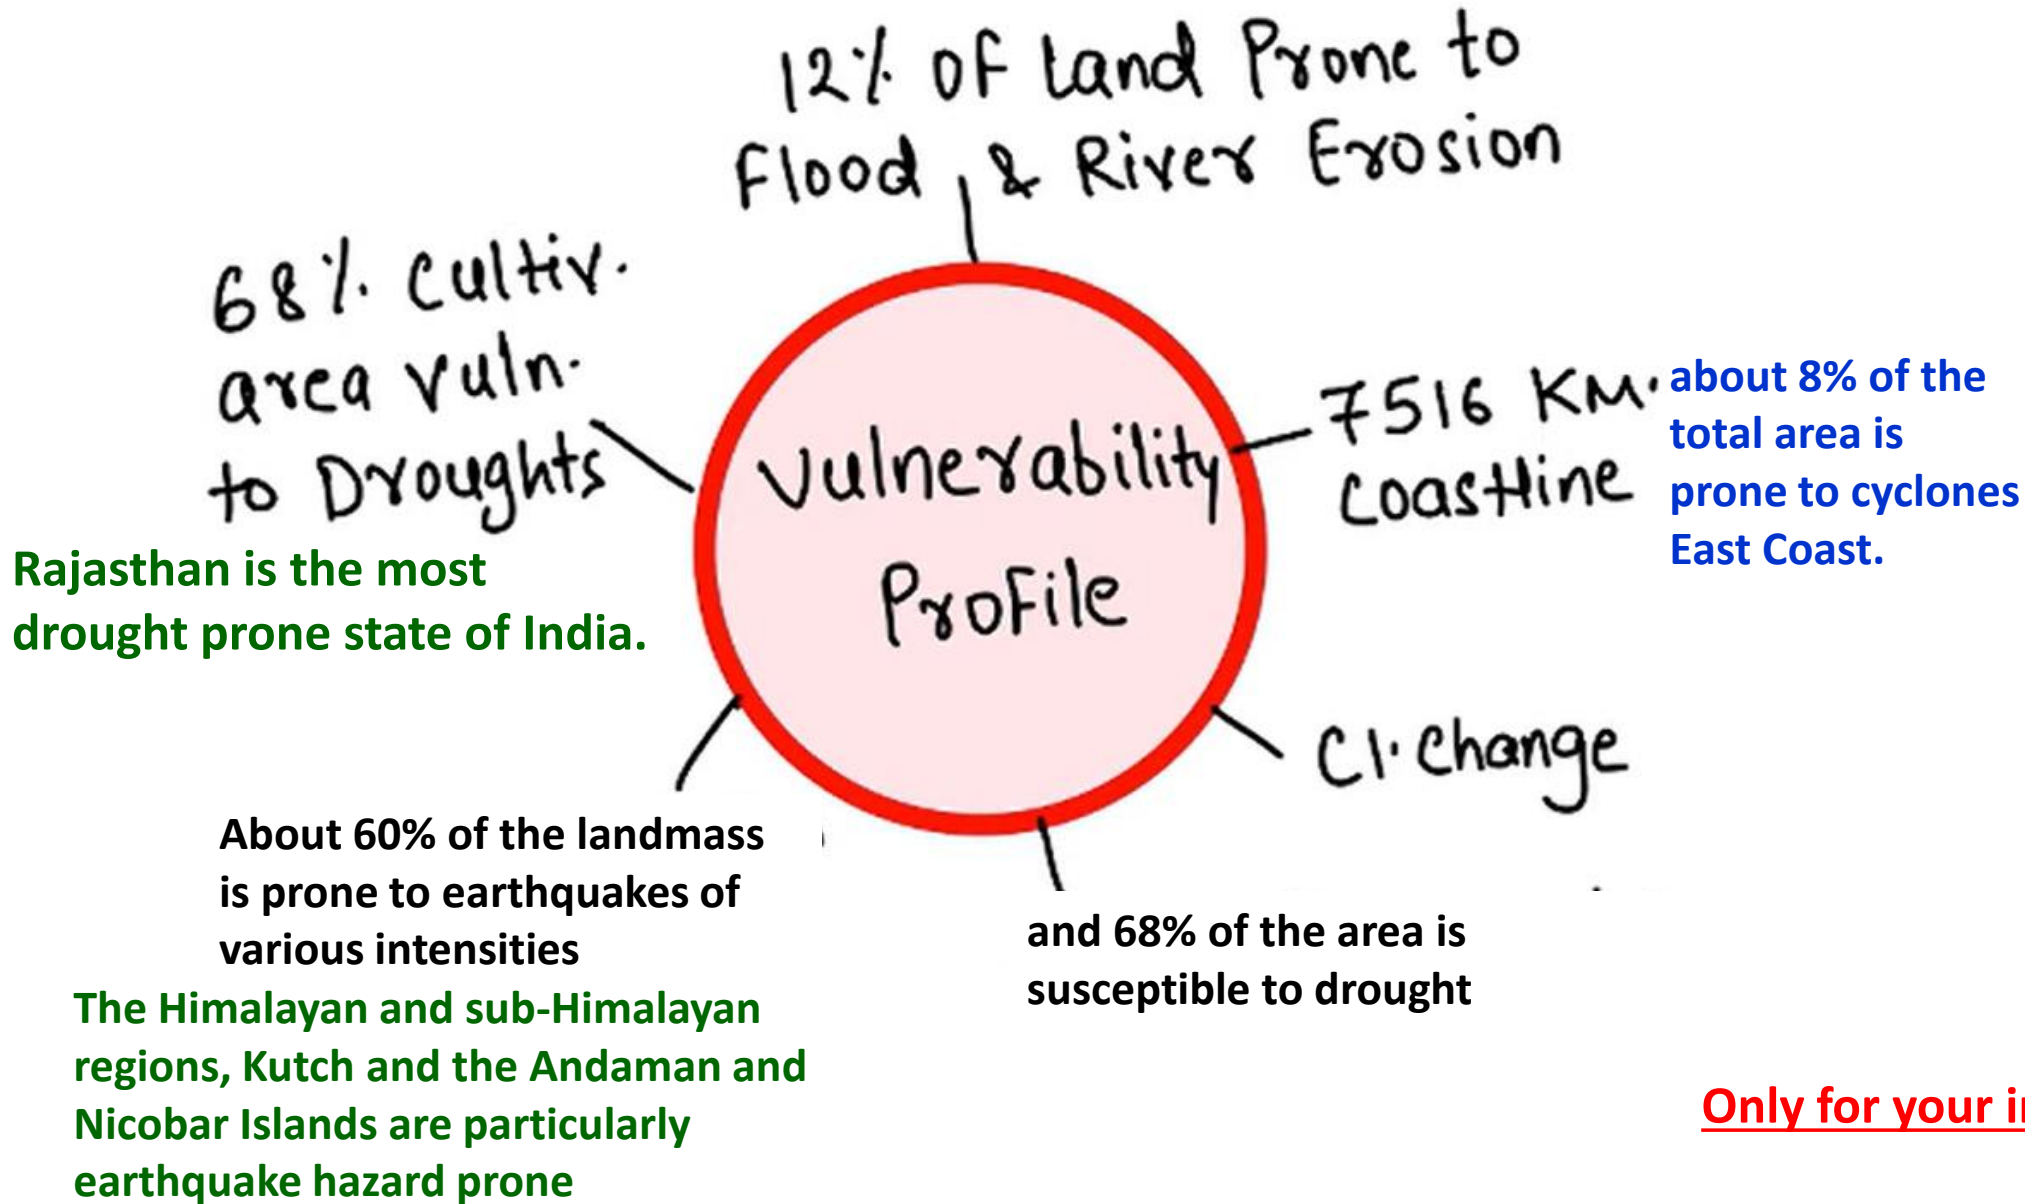 12% OF Land Prone to
Flood & River Erosion
68% Cultiv.
area vuln.
to Droughts
Rajasthan is the most
drought prone state of India.
Vulnerability
Profile
7516 KM.
Coastline
about 8% of the
total area is
prone to cyclones
East Coast.
Cl. Change
About 60% of the landmass
is prone to earthquakes of
various intensities
The Himalayan and sub-Himalayan
regions, Kutch and the Andaman and
Nicobar Islands are particularly
earthquake hazard prone
and 68% of the area is
susceptible to drought
Only for your